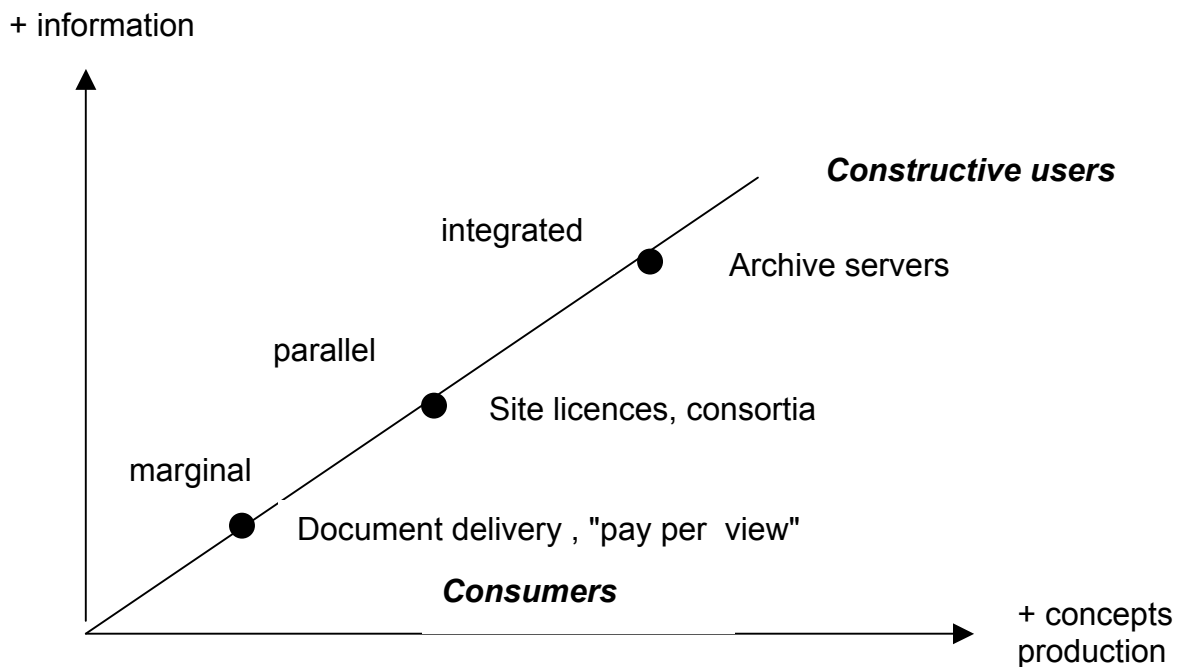 + information
Constructive users
integrated
Archive servers
parallel
Site licences, consortia
marginal
Document delivery , "pay per view"
Consumers
+ concepts
production